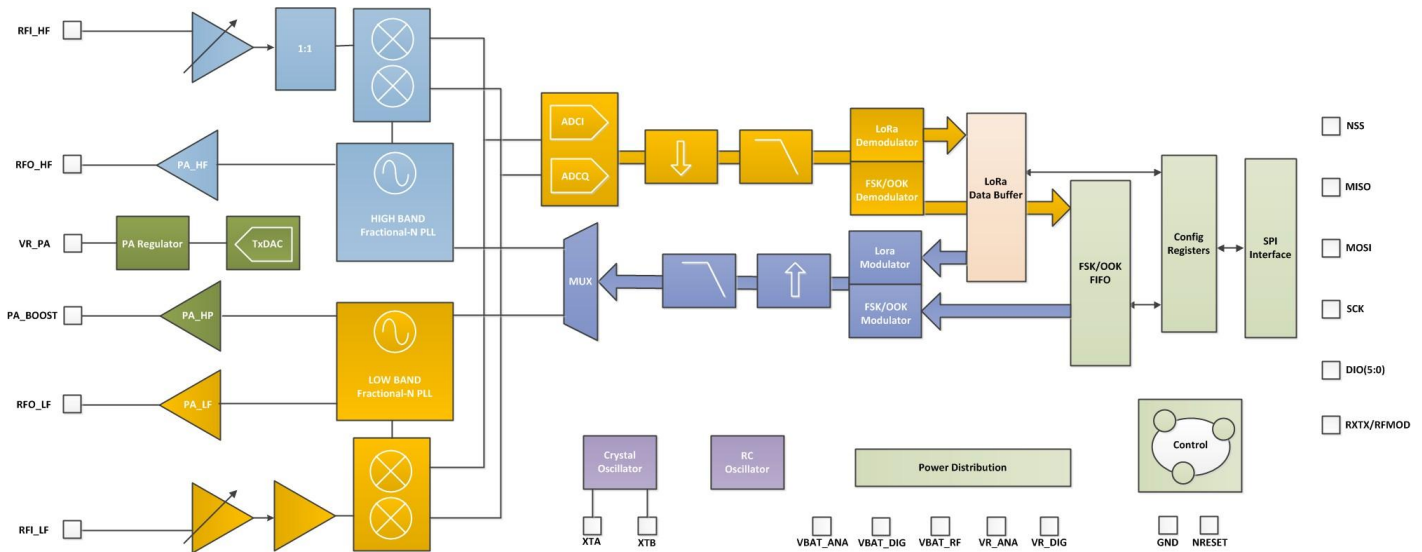 RFI_HF
1:1
ADCI
ADCQ
LoRa
Demodulator
FSK/OOK
Demodulator
LoRa
Data Buffer
NSS
RFO_HF
PA_HF
HIGH BAND
Fractional-N PLL
MISO
VR_PA
PA Regulator
TxDAC
MUX
Lora
Modulator
FSK/OOK
Modulator
FSK/OOK
FIFO
Config
Registers
SPI
Interface
MOSI
PA_BOOST
PA_HP
SCK
LOW BAND
Fractional-N PLL
DIO(5:0)
RFO_LF
PA_LF
RXTX/RFMOD
Crystal
Oscillator
RC
Oscillator
Power Distribution
Control
RFI_LF
XTA
XTB
VBAT_ANA
VBAT_DIG
VBAT_RF
VR_ANA
VR_DIG
GND
NRESET